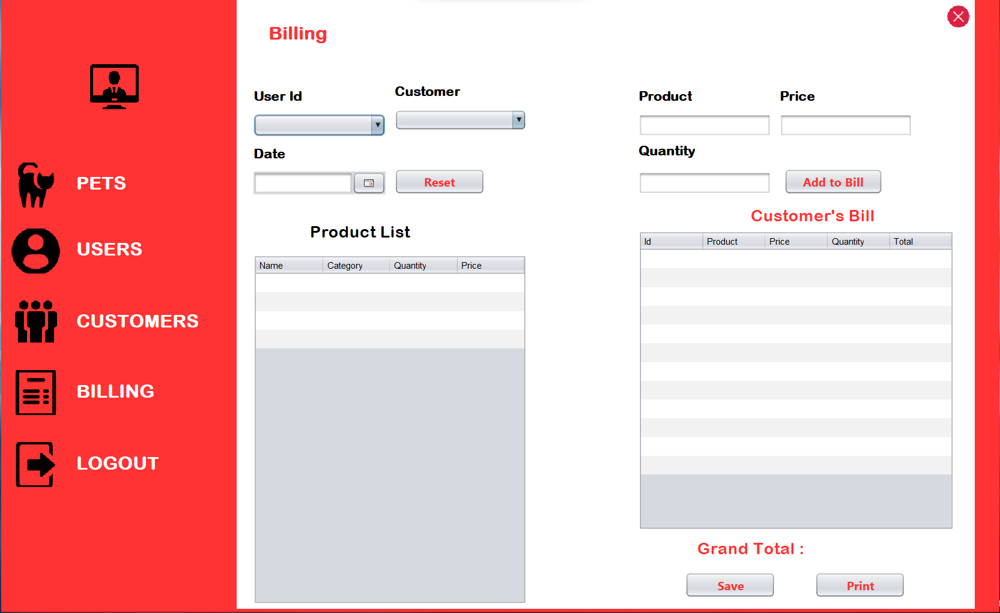 PETS
USERS
CUSTOMERS
BILLING
LOGOUT
Billing
User Id
Customer
Date
Reset
Product List
Name Category Quantity Price
Product
Price
Quantity
Add to Bill
Customer's Bill
Id Product Price Quantity Total
Grand Total :
Save
Print